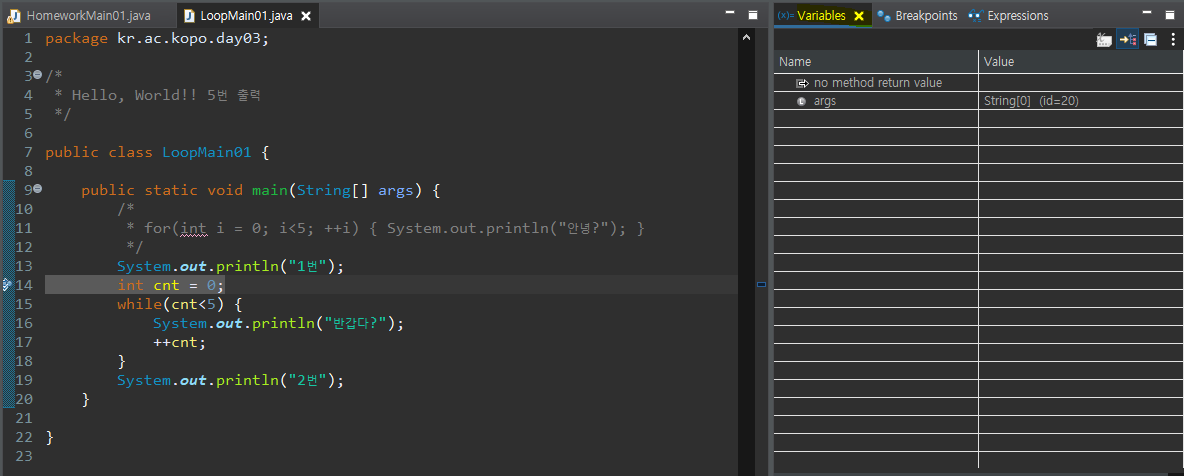 HomeworkMain01.java
LoopMain01.java
1 package kr.ac.kopo.day03;
2
3 /*
4 * Hello, World!! 5번 출력
5 */
6
7 public class LoopMain01 {
8
9 public static void main(String[] args) {
10 /*
11 * for(int i = 0; i<5; ++i) { System.out.println("안녕?"); }
12 */
13 System.out.println("1번");
14 int cnt = 0;
15 while(cnt<5) {
16 System.out.println("반갑다?");
17 ++cnt;
18 }
19 System.out.println("2번");
20 }
21
22 }
23
(x)= Variables Breakpoints Expressions
Name Value
no method return value
args String[0] (id=20)